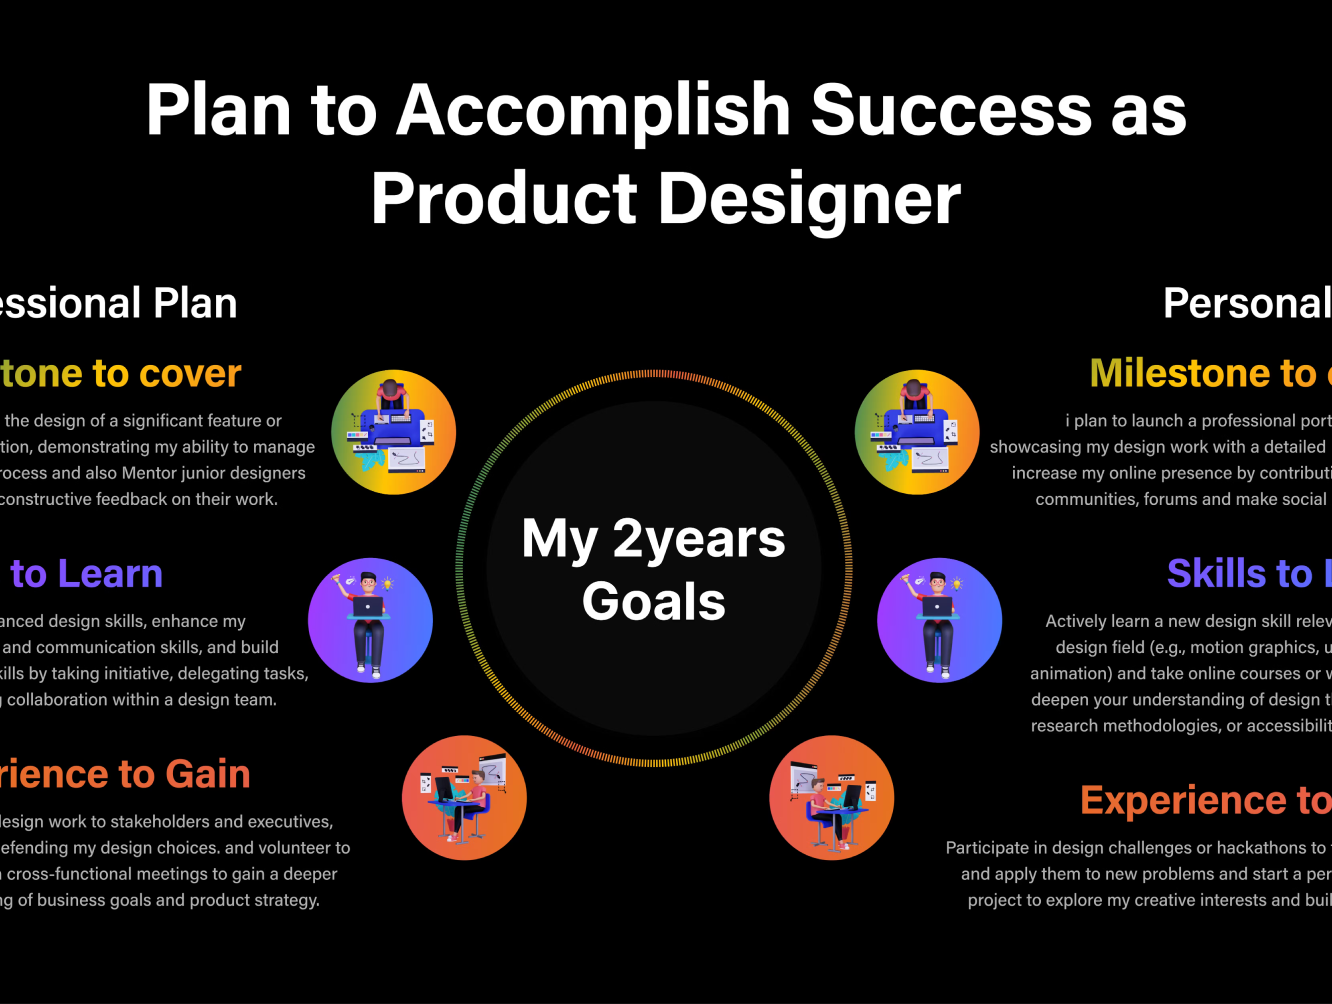 Plan to Accomplish Success as
Product Designer
essional Plan
tone to cover
the design of a significant feature or
tion, demonstrating my ability to manage
rocess and also Mentor junior designers
constructive feedback on their work.
to Learn
anced design skills, enhance my
and communication skills, and build
kills by taking initiative, delegating tasks,
g collaboration within a design team.
rience to Gain
design work to stakeholders and executives,
efending my design choices. and volunteer to
n cross-functional meetings to gain a deeper
ng of business goals and product strategy.
My 2years
Goals
Personal
Milestone to c
i plan to launch a professional port
showcasing my design work with a detailed
increase my online presence by contributi
communities, forums and make social
Skills to L
Actively learn a new design skill relev
design field (e.g., motion graphics, u
animation) and take online courses or w
deepen your understanding of design t
research methodologies, or accessibilit
Experience to
Participate in design challenges or hackathons to
and apply them to new problems and start a per
project to explore my creative interests and buil